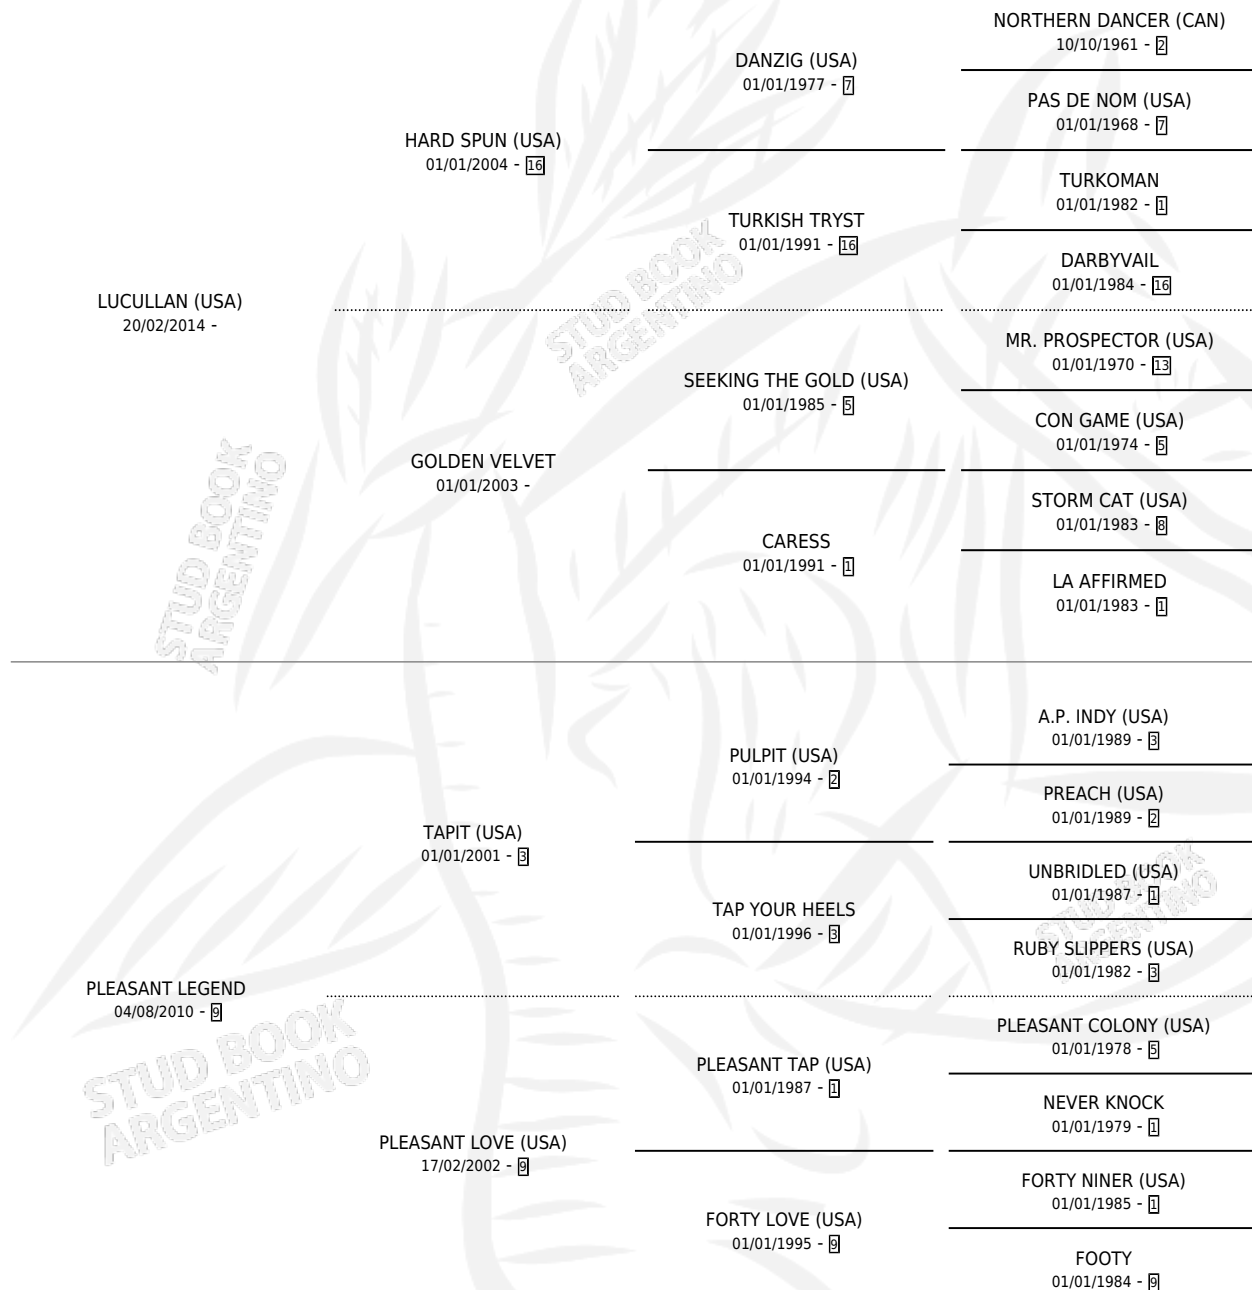 NORTHERN DANCER (CAN)
10/10/1961 - 2
DANZIG (USA)
01/01/1977 - 7
PAS DE NOM (USA)
01/01/1968 - 7
HARD SPUN (USA)
01/01/2004 - 16
TURKOMAN
01/01/1982 - 1
TURKISH TRYST
01/01/1991 - 16
DARBYVAIL
01/01/1984 - 16
LUCULLAN (USA)
20/02/2014 -
STUD BOOK
ARGENTINO
MR. PROSPECTOR (USA)
01/01/1970 - 13
SEEKING THE GOLD (USA)
01/01/1985 - 5
CON GAME (USA)
01/01/1974 - 5
GOLDEN VELVET
01/01/2003 -
STORM CAT (USA)
01/01/1983 - 8
CARESS
01/01/1991 - 1
LA AFFIRMED
01/01/1983 - 1
STUD BOOK
ARGENTINO
A.P. INDY (USA)
01/01/1989 - 3
PULPIT (USA)
01/01/1994 - 2
PREACH (USA)
01/01/1989 - 2
TAPIT (USA)
01/01/2001 - 3
UNBRIDLED (USA)
01/01/1987 - 1
TAP YOUR HEELS
01/01/1996 - 3
STUD BOOK
ARGENTINO
RUBY SLIPPERS (USA)
01/01/1982 - 3
PLEASANT LEGEND
04/08/2010 - 9
PLEASANT COLONY (USA)
01/01/1978 - 5
PLEASANT TAP (USA)
01/01/1987 - 1
STUD BOOK
ARGENTINO
NEVER KNOCK
01/01/1979 - 1
PLEASANT LOVE (USA)
17/02/2002 - 9
FORTY NINER (USA)
01/01/1985 - 1
FORTY LOVE (USA)
01/01/1995 - 9
FOOTY
01/01/1984 - 9